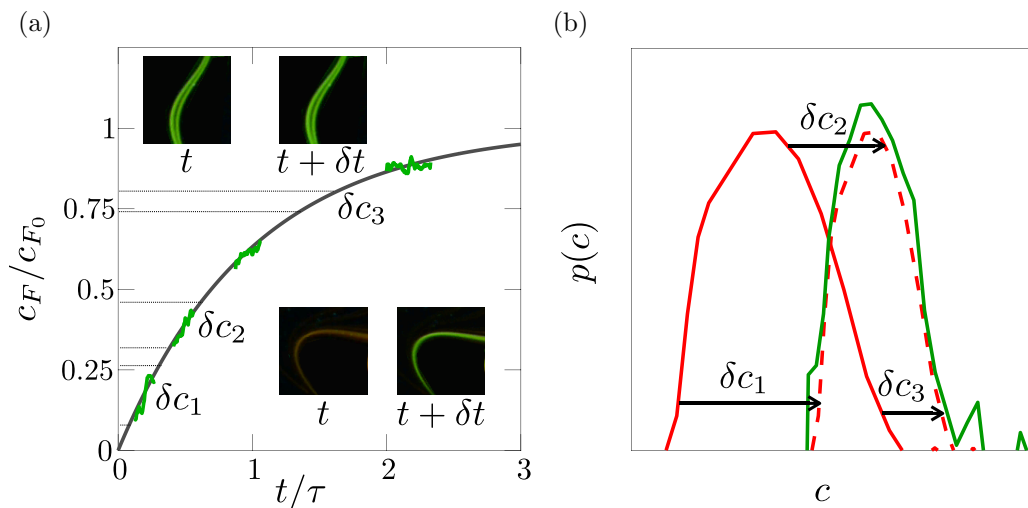 (a)
(b)
t
t + δt
1
0.75
0.5
0.25
0
c_F/c_{F_0}
δc_3
δc_2
δc_1
t
t + δt
0
1
2
3
t/τ
δc_2
δc_1
δc_3
p(c)
c